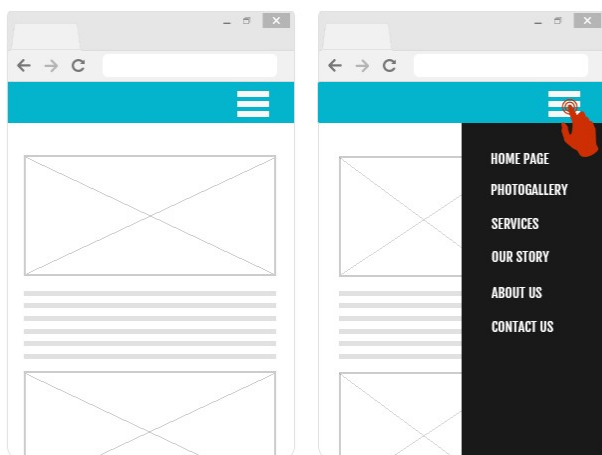 HOME PAGE
PHOTOGALLERY
SERVICES
OUR STORY
ABOUT US
CONTACT US